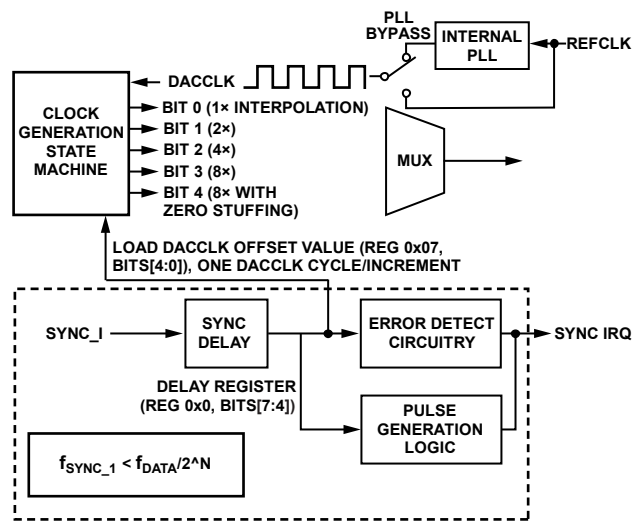 PLL
BYPASS
INTERNAL
PLL
REFCLK
DACCLK
CLOCK
GENERATION
STATE
MACHINE
BIT 0 (1× INTERPOLATION)
BIT 1 (2×)
BIT 2 (4×)
BIT 3 (8×)
BIT 4 (8× WITH
ZERO STUFFING)
MUX
LOAD DACCLK OFFSET VALUE (REG 0x07,
BITS[4:0]), ONE DACCLK CYCLE/INCREMENT
SYNC_I
SYNC
DELAY
ERROR DETECT
CIRCUITRY
SYNC IRQ
DELAY REGISTER
(REG 0x0, BITS[7:4])
PULSE
GENERATION
LOGIC
fSYNC_1 < fDATA/2^N